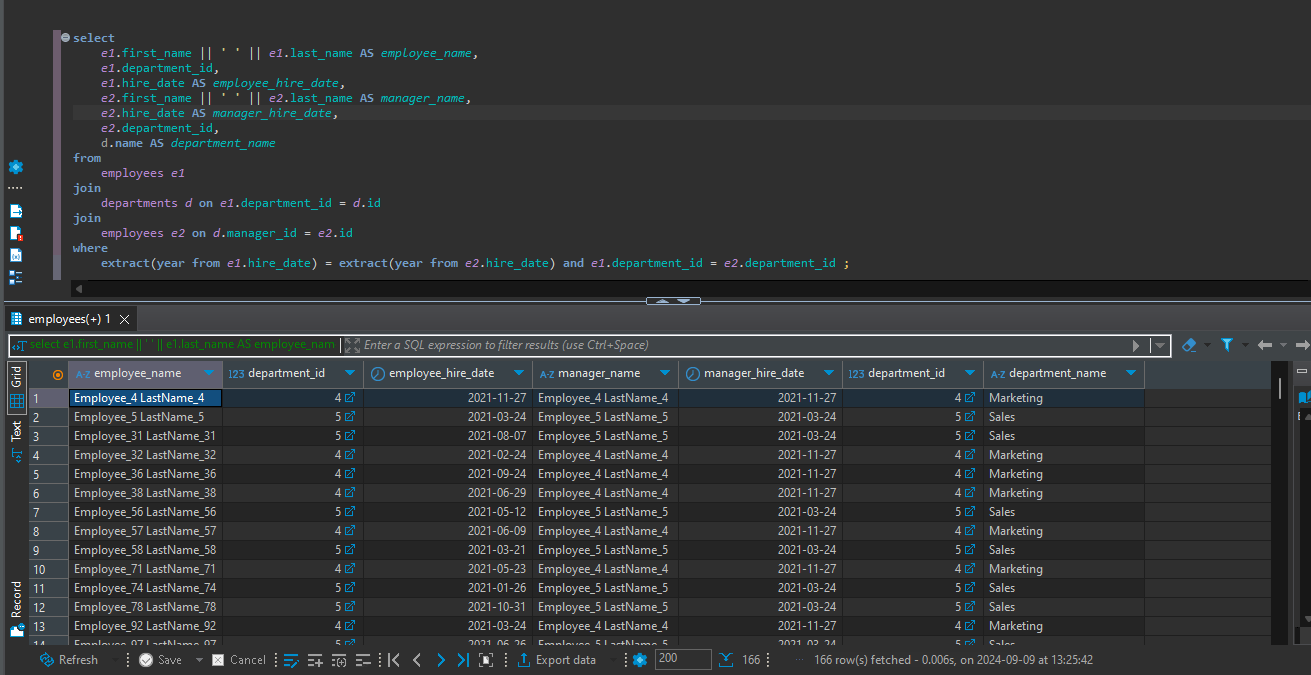 select
e1.first_name || ' ' || e1.last_name AS employee_name,
e1.department_id,
e1.hire_date AS employee_hire_date,
e2.first_name || ' ' || e2.last_name AS manager_name,
e2.hire_date AS manager_hire_date,
e2.department_id,
d.name AS department_name
from
employees e1
join
departments d on e1.department_id = d.id
join
employees e2 on d.manager_id = e2.id
where
extract(year from e1.hire_date) = extract(year from e2.hire_date) and e1.department_id = e2.department_id ;
employees(+) 1
select e1.first_name || ' ' || e1.last_name AS employee_nam Enter a SQL expression to filter results (use Ctrl+Space)
Grid
Text
Record
A-Z employee_name 123 department_id employee_hire_date A-Z manager_name manager_hire_date 123 department_id A-Z department_name
1 Employee_4 LastName_4 4 2021-11-27 Employee_4 LastName_4 2021-11-27 4 Marketing
2 Employee_5 LastName_5 5 2021-03-24 Employee_5 LastName_5 2021-03-24 5 Sales
3 Employee_31 LastName_31 5 2021-08-07 Employee_5 LastName_5 2021-03-24 5 Sales
4 Employee_32 LastName_32 4 2021-02-24 Employee_4 LastName_4 2021-11-27 4 Marketing
5 Employee_36 LastName_36 4 2021-09-24 Employee_4 LastName_4 2021-11-27 4 Marketing
6 Employee_38 LastName_38 4 2021-06-29 Employee_4 LastName_4 2021-11-27 4 Marketing
7 Employee_56 LastName_56 5 2021-05-12 Employee_5 LastName_5 2021-03-24 5 Sales
8 Employee_57 LastName_57 4 2021-06-09 Employee_4 LastName_4 2021-11-27 4 Marketing
9 Employee_58 LastName_58 5 2021-03-21 Employee_5 LastName_5 2021-03-24 5 Sales
10 Employee_71 LastName_71 4 2021-05-23 Employee_4 LastName_4 2021-11-27 4 Marketing
11 Employee_74 LastName_74 5 2021-01-26 Employee_5 LastName_5 2021-03-24 5 Sales
12 Employee_78 LastName_78 5 2021-10-31 Employee_5 LastName_5 2021-03-24 5 Sales
13 Employee_92 LastName_92 4 2021-03-24 Employee_4 LastName_4 2021-11-27 4 Marketing
Refresh Save Cancel Export data 200 166 166 row(s) fetched - 0.006s, on 2024-09-09 at 13:25:42